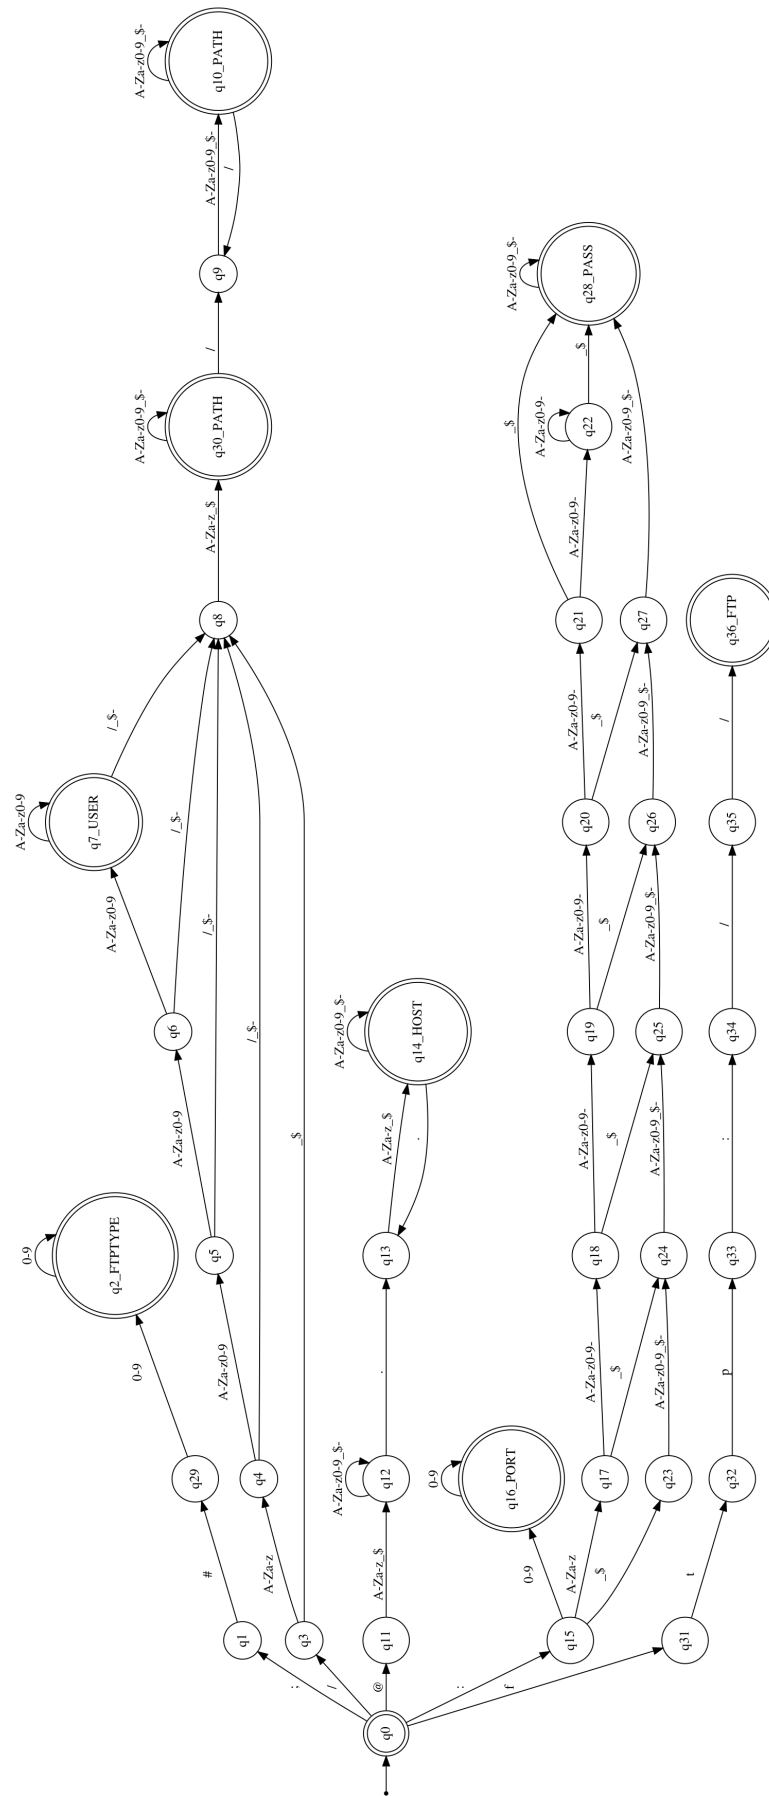 q0
;
q1
#
q29
0-9
q2_FTPTYPE
0-9
/
q3
A-Za-z
q4
A-Za-z0-9
q5
A-Za-z0-9
q6
A-Za-z0-9
q7_USER
A-Za-z0-9
/_$-
/_$-
/_$-
/_$-
_$
q8
A-Za-z_$
q30_PATH
A-Za-z0-9_$-
/
q9
A-Za-z0-9_$-
/
q10_PATH
A-Za-z0-9_$-
@
q11
A-Za-z_$
q12
A-Za-z0-9_$-
.
q13
A-Za-z_$
.
q14_HOST
A-Za-z0-9_$-
:
q15
0-9
q16_PORT
0-9
A-Za-z
q17
A-Za-z0-9-
q18
A-Za-z0-9-
q19
A-Za-z0-9-
q20
A-Za-z0-9-
q21
A-Za-z0-9-
q22
A-Za-z0-9-
_$
_$
q28_PASS
A-Za-z0-9_$-
_$
q23
A-Za-z0-9_$-
_$
q24
A-Za-z0-9_$-
_$
q25
A-Za-z0-9_$-
_$
q26
A-Za-z0-9_$-
_$
q27
A-Za-z0-9_$-
f
q31
t
q32
p
q33
:
q34
/
q35
/
q36_FTP